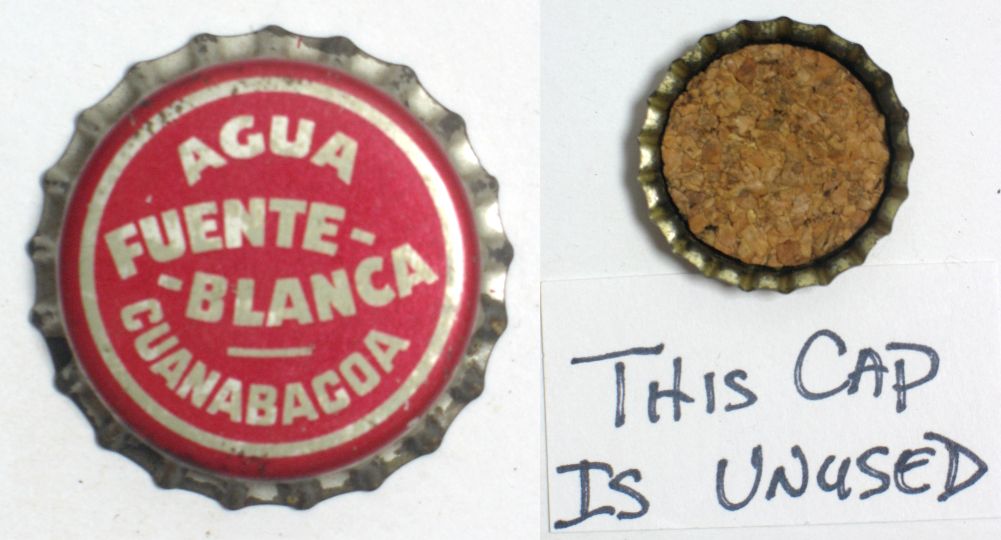 AGUA
FUENTE-
-BLANCA
GUANABACOA
THIS CAP
IS UNUSED